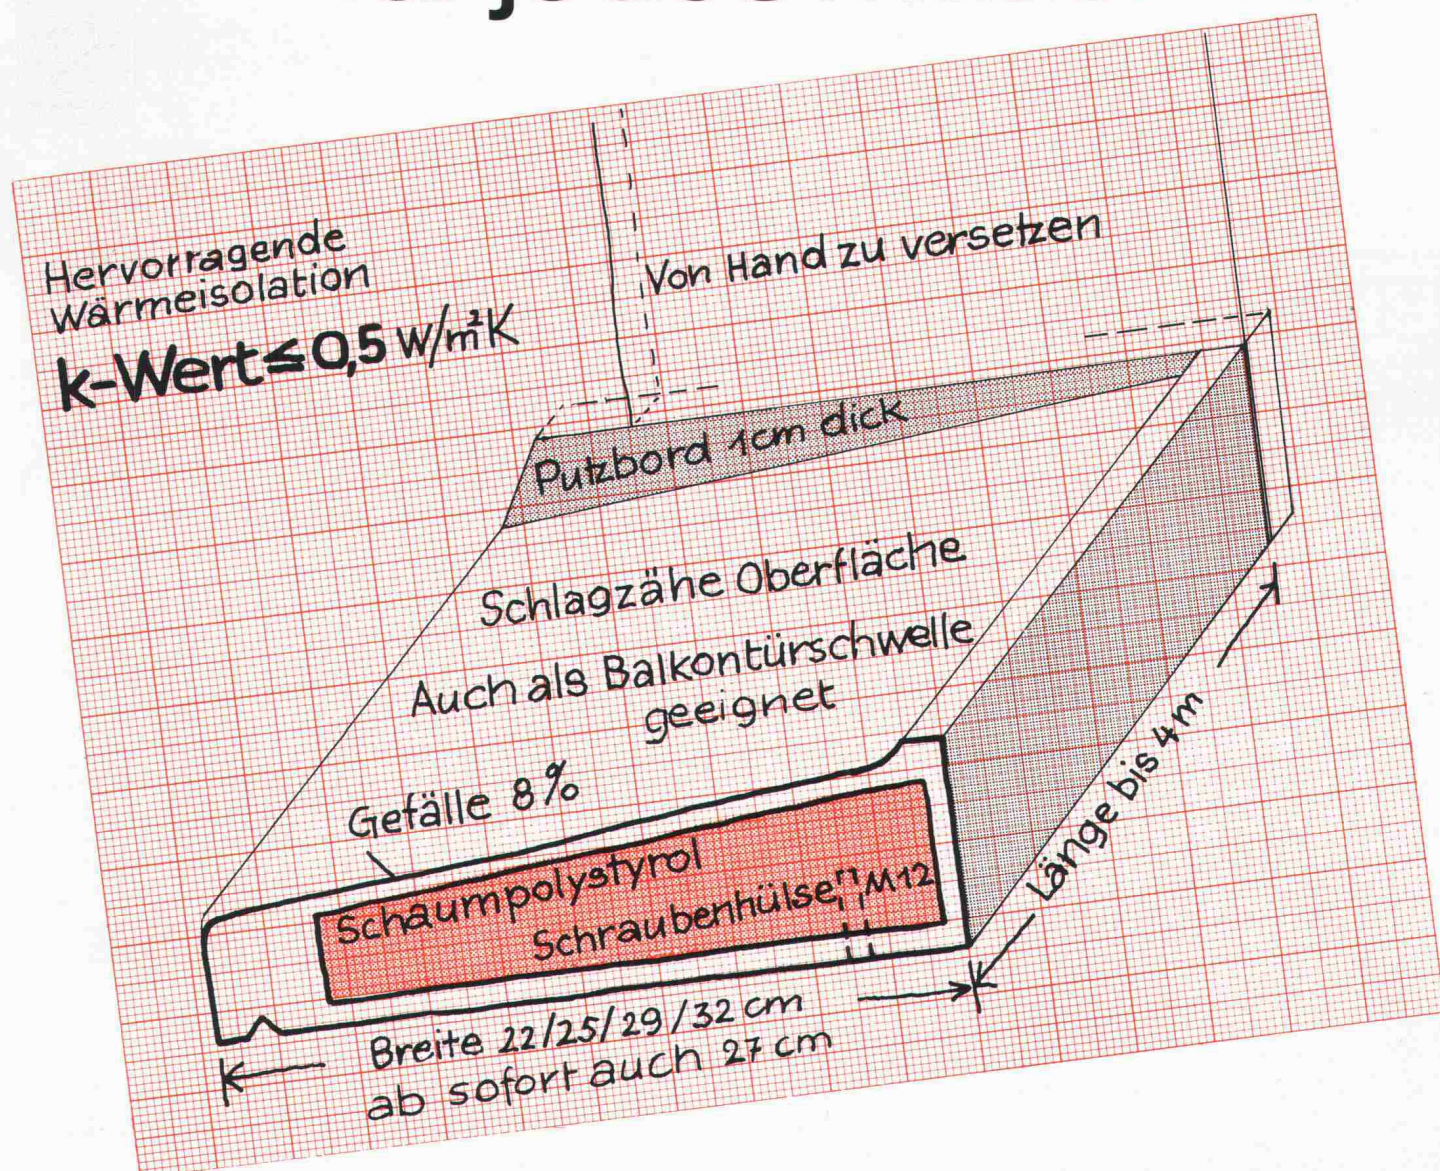 Hervorragende
Wärmeisolation
k-Wert ≤ 0,5 W/m²K
Von Hand zu versetzen
Putzbord 1cm dick
Schlagzähe Oberfläche
Auch als Balkontürschwelle
geeignet
Gefälle 8%
Schaumpolystyrol
Schraubenhülse M12
Länge bis 4m
Breite 22/25/29/32 cm
ab sofort auch 27 cm